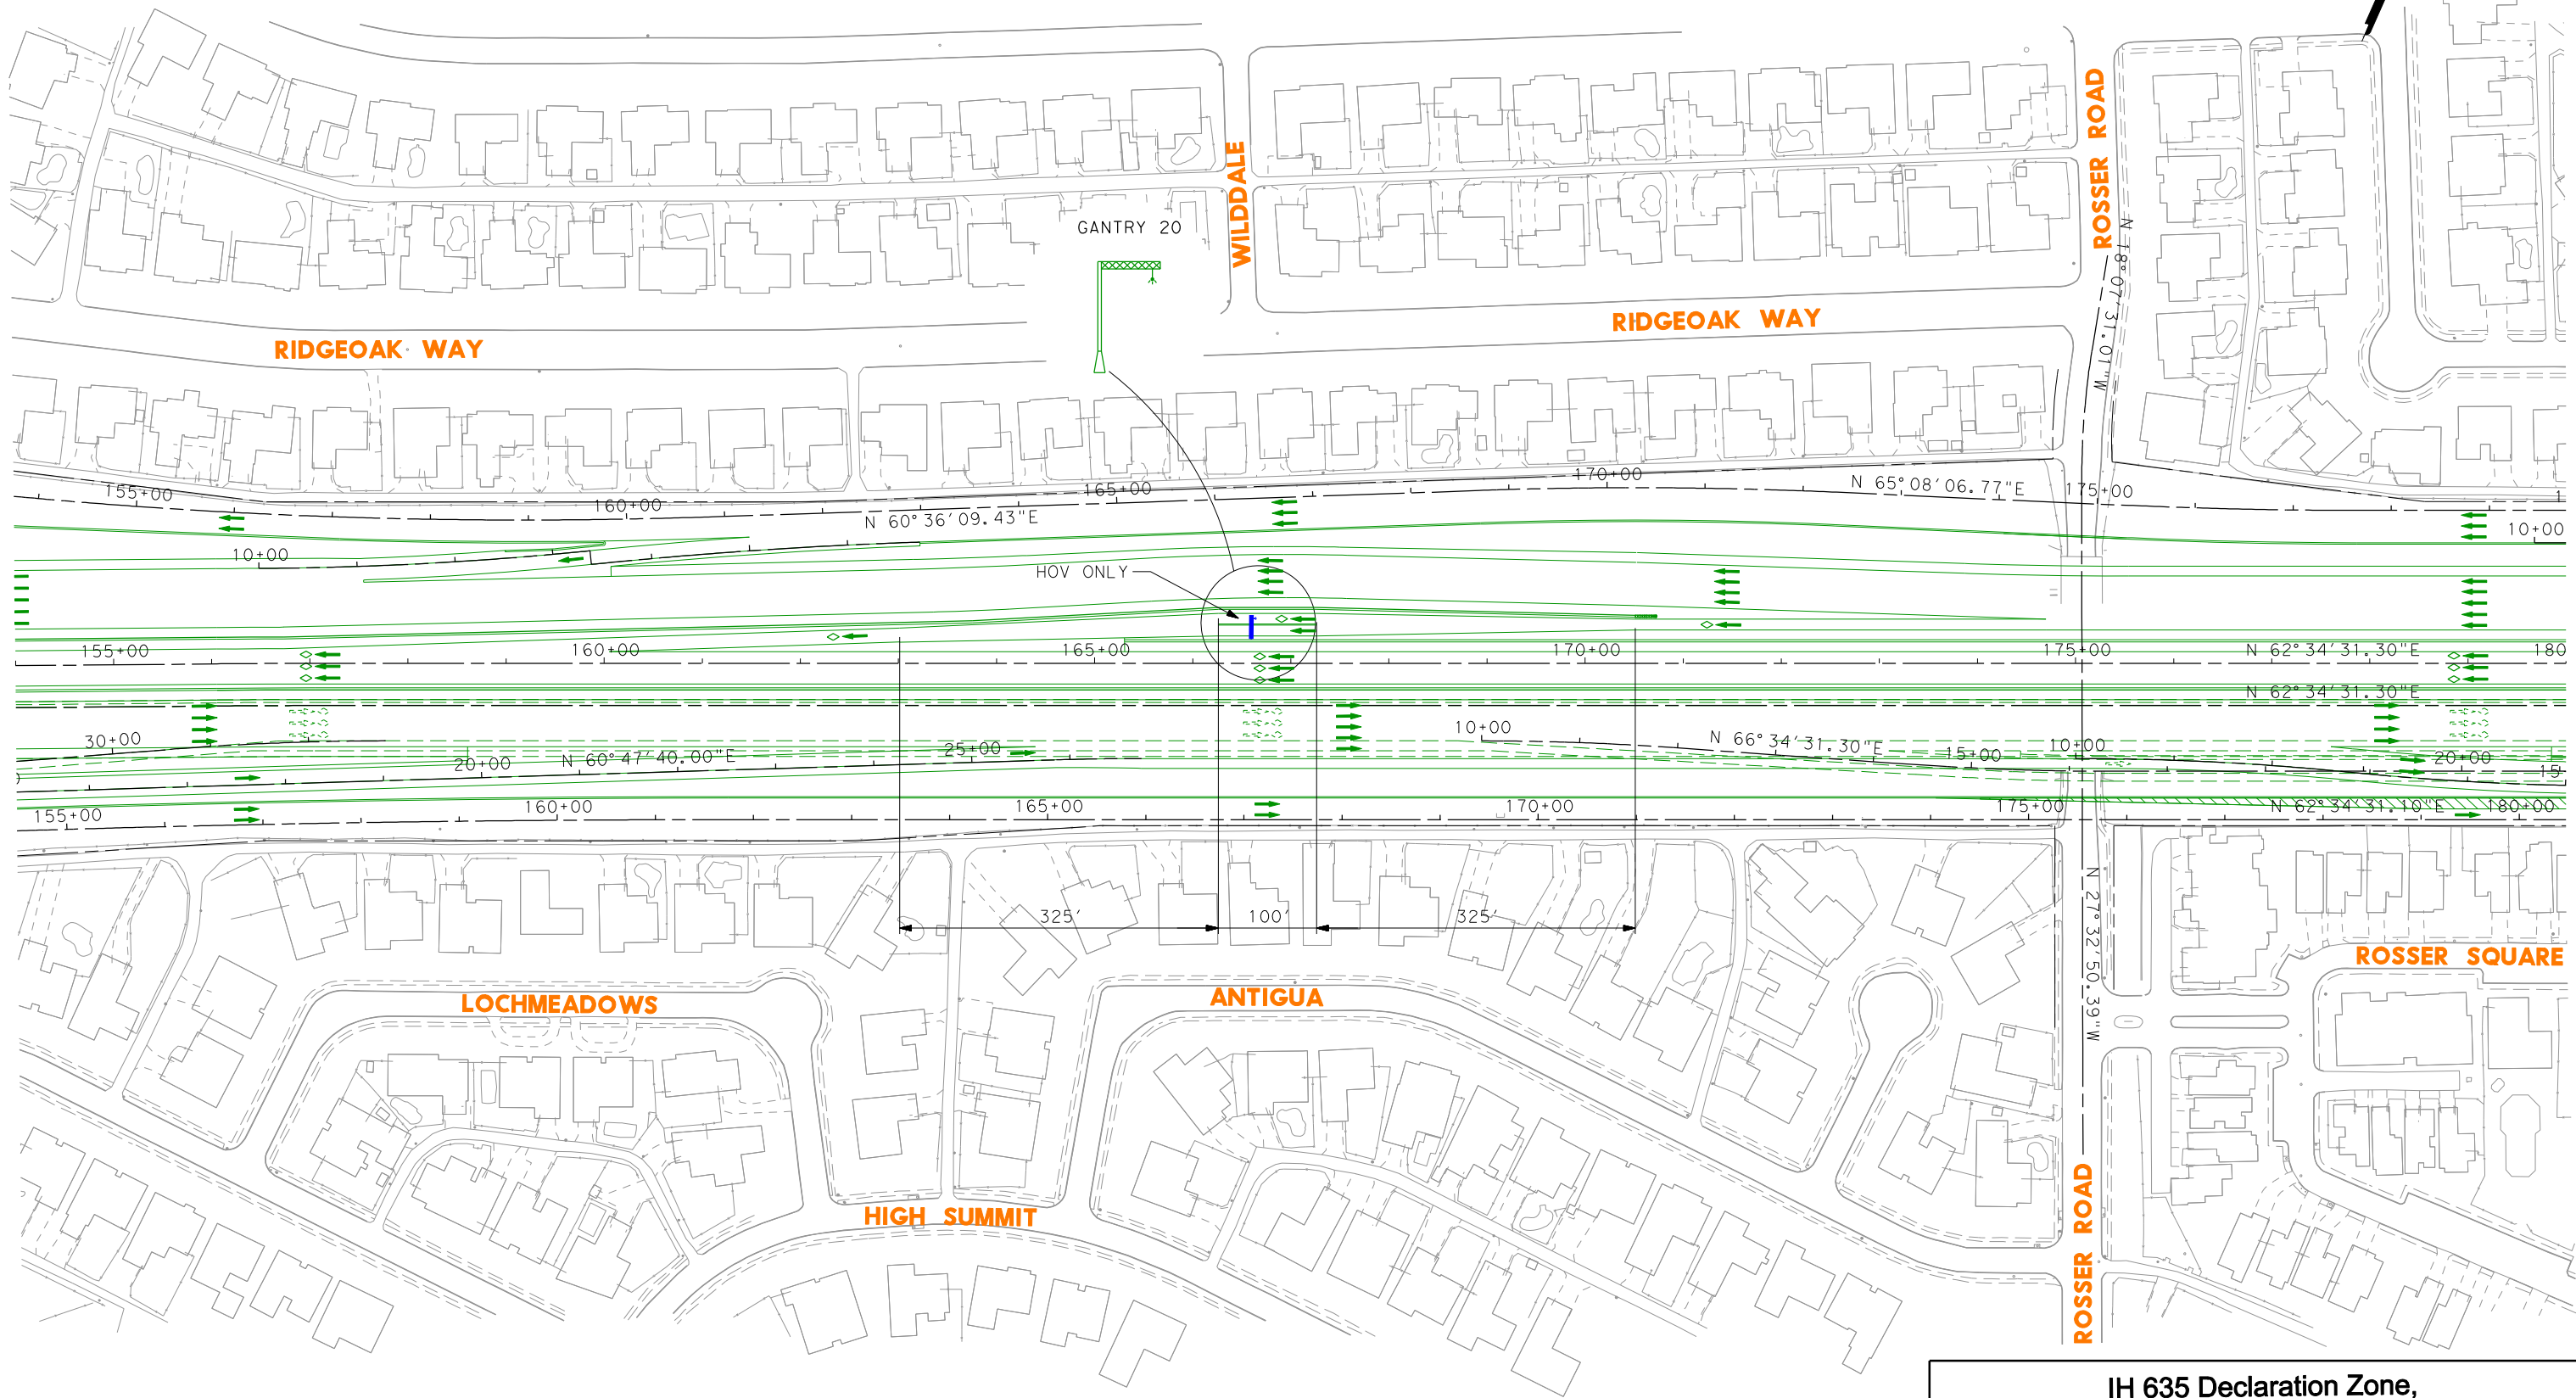 WILDDALE
ROSSER ROAD
N 18°07'31.01"W
GANTRY 20
RIDGEOAK WAY
RIDGEOAK WAY
155+00
160+00
165+00
170+00
N 65°08'06.77"E
175+00
N 60°36'09.43"E
10+00
10+00
HOV ONLY
155+00
160+00
165+00
170+00
175+00
N 62°34'31.30"E
180
N 62°34'31.30"E
30+00
20+00
N 60°47'40.00"E
25+00
10+00
N 66°34'31.30"E
15+00
10+00
20+00
15
155+00
160+00
165+00
170+00
175+00
N 62°34'31.10"E
180+00
325'
100'
325'
N 27°32'50.39"W
ROSSER SQUARE
LOCHMEADOWS
ANTIGUA
HIGH SUMMIT
ROSSER ROAD
IH 635 Declaration Zone,